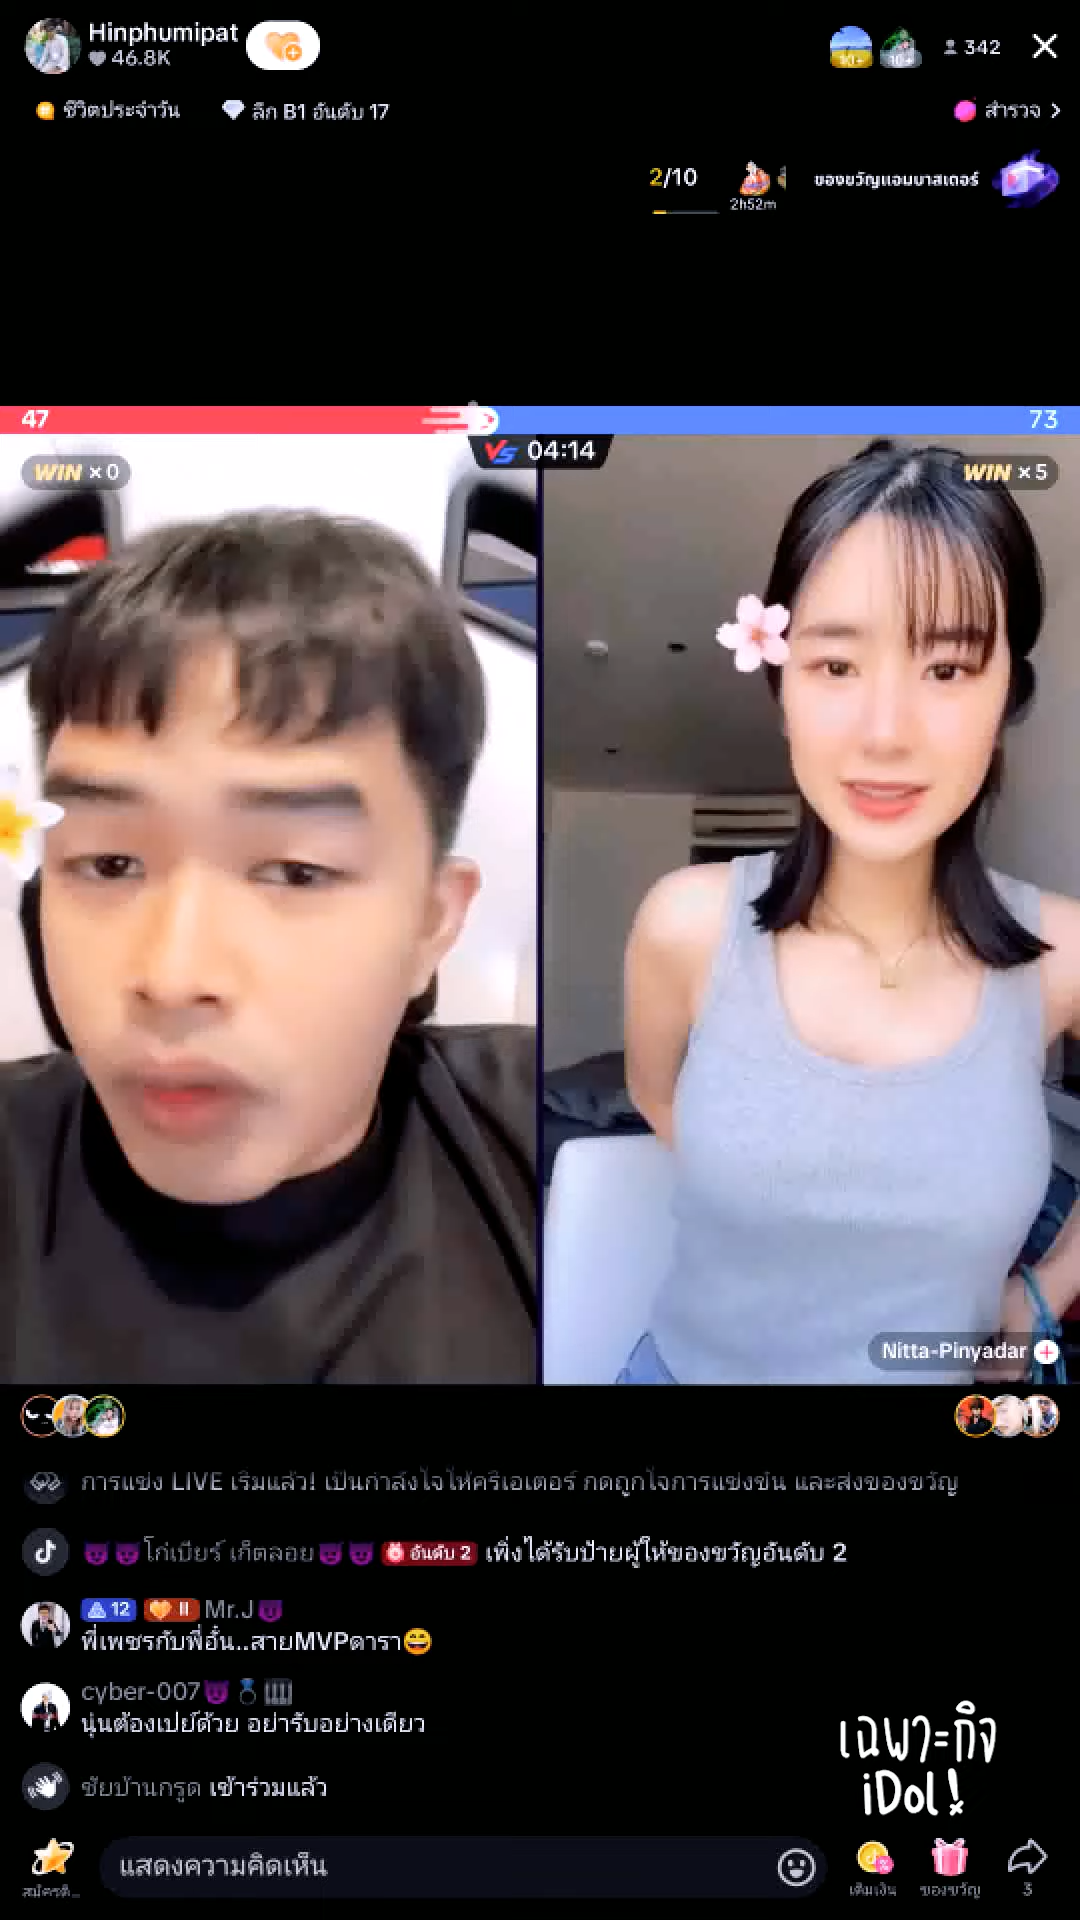 Hinphumipat
46.8K
342
ชีวิตประจำวัน
ลีก B1 อันดับ 17
สำรวจ
2/10
2h52m
ของขวัญแอมบาสเดอร์
47
73
VS 04:14
WIN ×0
WIN ×5
Nitta-Pinyadar
การแข่ง LIVE เริ่มแล้ว! เป็นกำลังใจให้ครีเอเตอร์ กดถูกใจการแข่งขัน และส่งของขวัญ
โก่เบียร์ เก็ตลอย อันดับ 2 เพิ่งได้รับป้ายผู้ให้ของขวัญอันดับ 2
12 II Mr.J
พี่เพชรกับพี่อั๋น..สายMVPดารา
cyber-007
นุ่นต้องเปย์ด้วย อย่ารับอย่างเดียว
ชัยบ้านกรูด เข้าร่วมแล้ว
เฉพาะกิจ
iDol!
แสดงความคิดเห็น
เติมเงิน
ของขวัญ
3